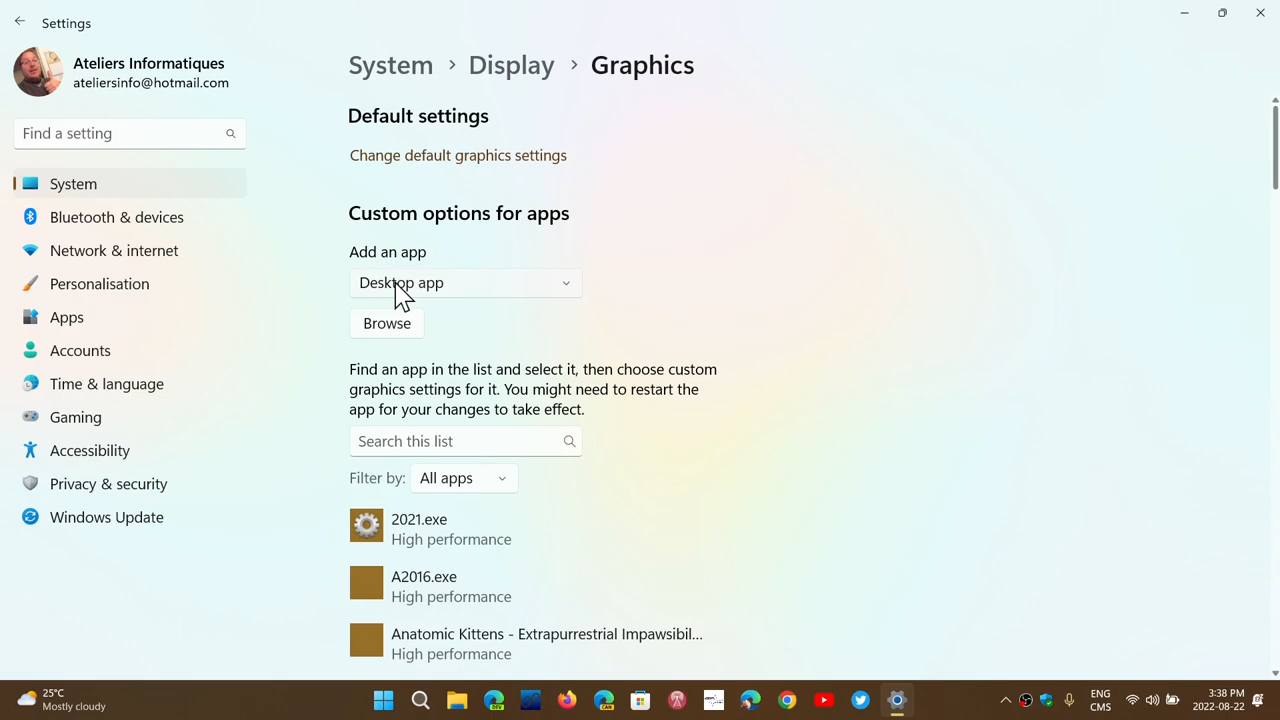 Settings
Ateliers Informatiques
ateliersinfo@hotmail.com
Find a setting
System
Bluetooth & devices
Network & internet
Personalisation
Apps
Accounts
Time & language
Gaming
Accessibility
Privacy & security
Windows Update
System > Display > Graphics
Default settings
Change default graphics settings
Custom options for apps
Add an app
Desktop app
Browse
Find an app in the list and select it, then choose custom
graphics settings for it. You might need to restart the
app for your changes to take effect.
Search this list
Filter by: All apps
2021.exe
High performance
A2016.exe
High performance
Anatomic Kittens - Extrapurrestrial Impawsibil...
High performance
25°C
Mostly cloudy
DEV
CAN
ENG
CMS
3:38 PM
2022-08-22